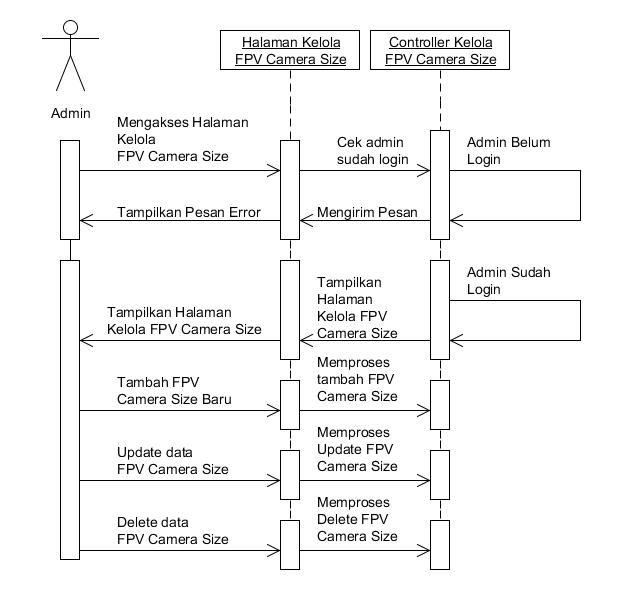 Halaman Kelola
FPV Camera Size
Controller Kelola
FPV Camera Size
Admin
Mengakses Halaman
Kelola
FPV Camera Size
Cek admin
sudah login
Admin Belum
Login
Tampilkan Pesan Error
Mengirim Pesan
Admin Sudah
Login
Tampilkan
Halaman
Kelola FPV
Camera Size
Tampilkan Halaman
Kelola FPV Camera Size
Tambah FPV
Camera Size Baru
Memproses
tambah FPV
Camera Size
Update data
FPV Camera Size
Memproses
Update FPV
Camera Size
Delete data
FPV Camera Size
Memproses
Delete FPV
Camera Size